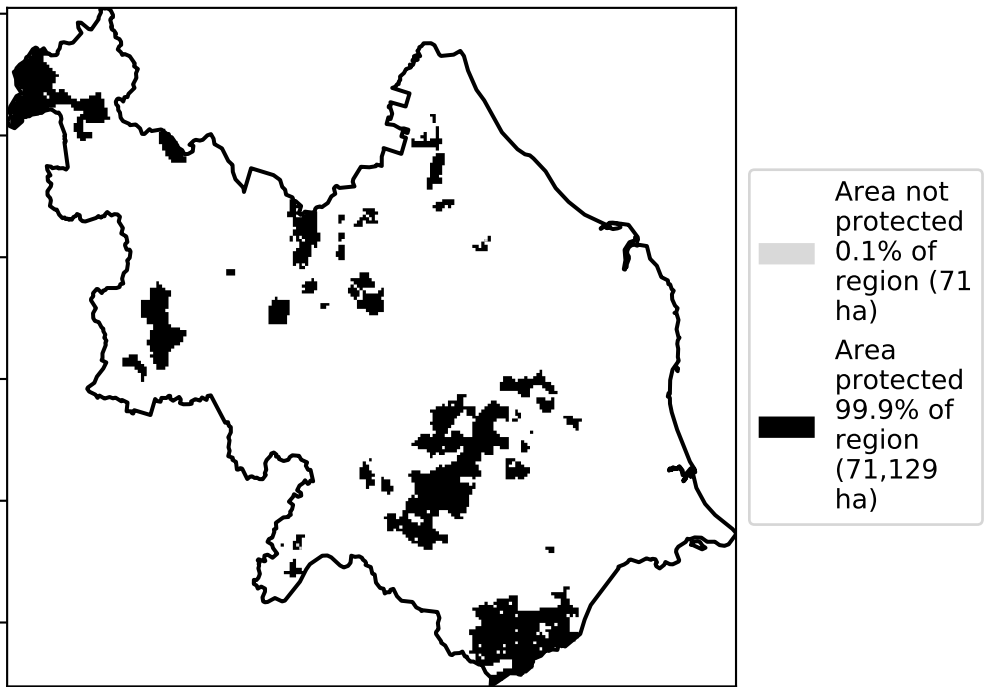 Area not
protected
0.1% of
region (71
ha)
Area
protected
99.9% of
region
(71,129
ha)